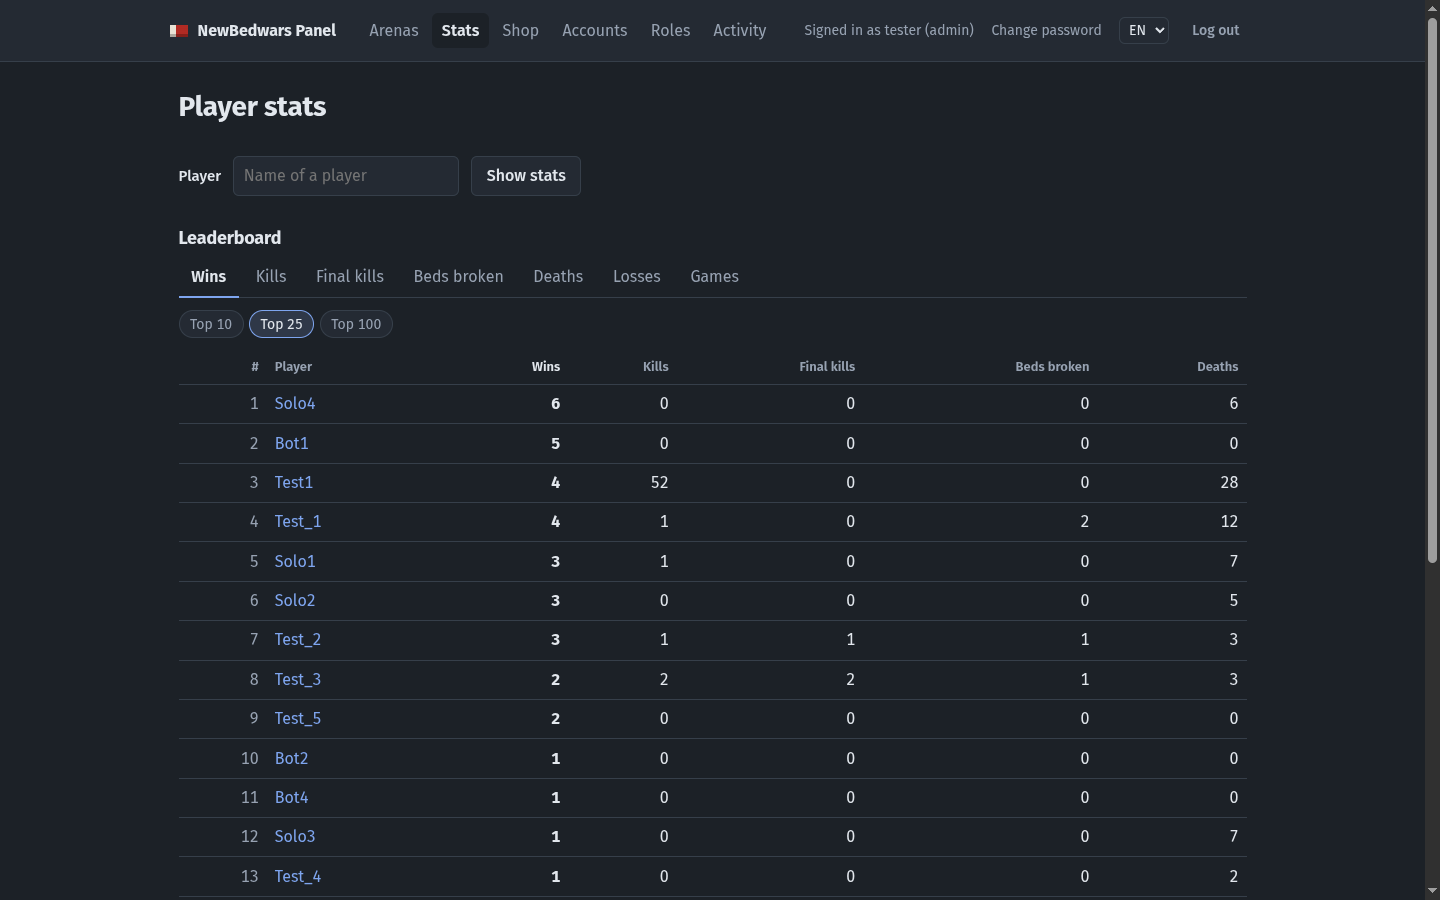 NewBedwars Panel Arenas Stats Shop Accounts Roles Activity Signed in as tester (admin) Change password EN Log out
Player stats
Player Name of a player Show stats
Leaderboard
Wins Kills Final kills Beds broken Deaths Losses Games
Top 10 Top 25 Top 100
# Player Wins Kills Final kills Beds broken Deaths
1 Solo4 6 0 0 0 6
2 Bot1 5 0 0 0 0
3 Test1 4 52 0 0 28
4 Test_1 4 1 0 2 12
5 Solo1 3 1 0 0 7
6 Solo2 3 0 0 0 5
7 Test_2 3 1 1 1 3
8 Test_3 2 2 2 1 3
9 Test_5 2 0 0 0 0
10 Bot2 1 0 0 0 0
11 Bot4 1 0 0 0 0
12 Solo3 1 0 0 0 7
13 Test_4 1 0 0 0 2